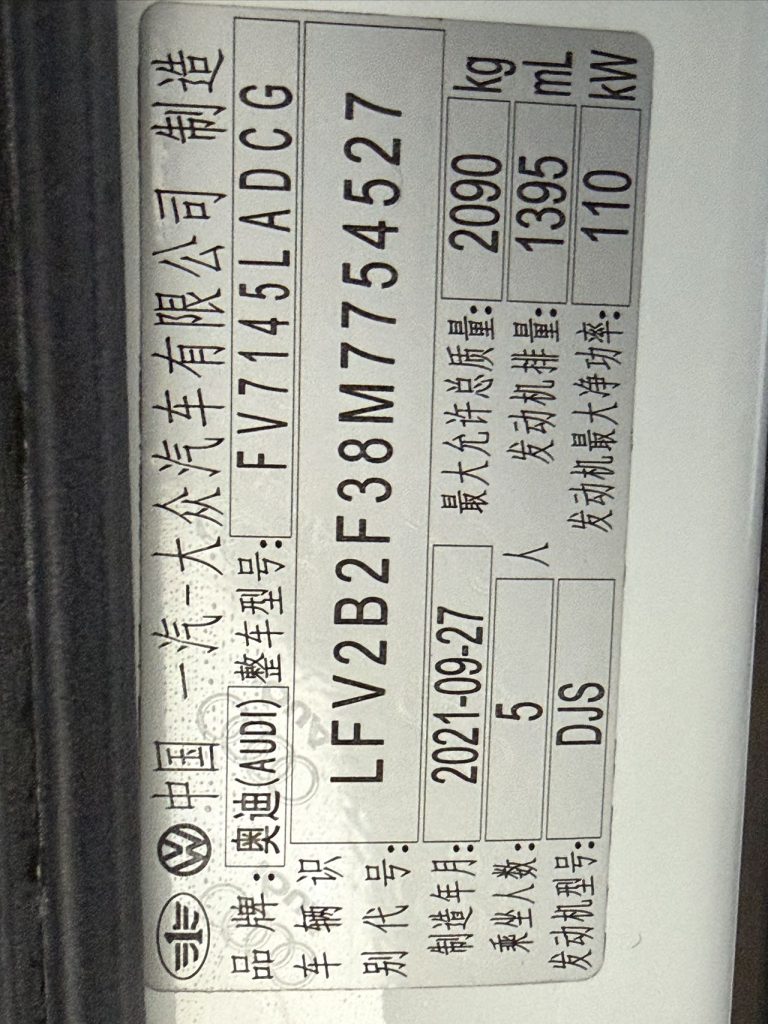 中国 一汽-大众汽车有限公司 制造
品牌: 奥迪(AUDI) 整车型号: FV7145LADCG
车辆识别代号: LFV2B2F38M7754527
制造年月: 2021-09-27 最大允许总质量: 2090 kg
乘坐人数: 5 人 发动机排量: 1395 mL
发动机型号: DJS 发动机最大净功率: 110 kW